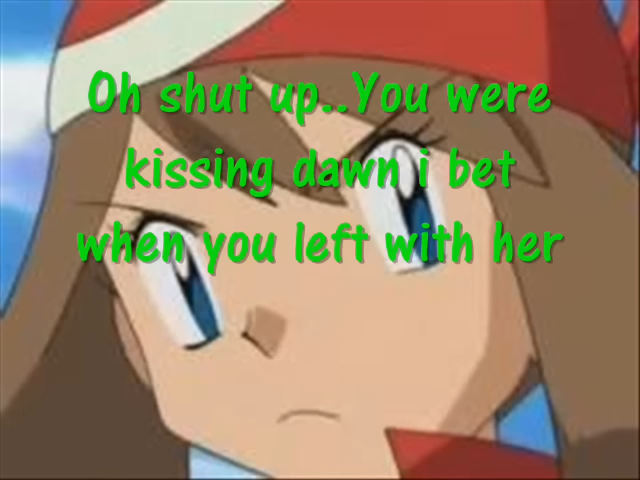 Oh shut up..You were
kissing dawn i bet
when you left with her